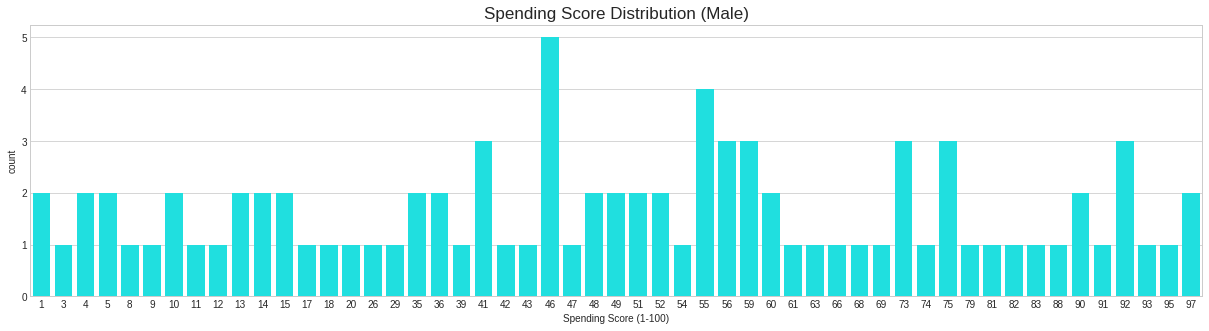 Spending Score Distribution (Male)
5
4
3
2
1
0
count
1 3 4 5 8 9 10 11 12 13 14 15 17 18 20 26 29 35 36 39 41 42 43 46 47 48 49 51 52 54 55 56 59 60 61 63 66 68 69 73 74 75 79 81 82 83 88 90 91 92 93 95 97
Spending Score (1-100)